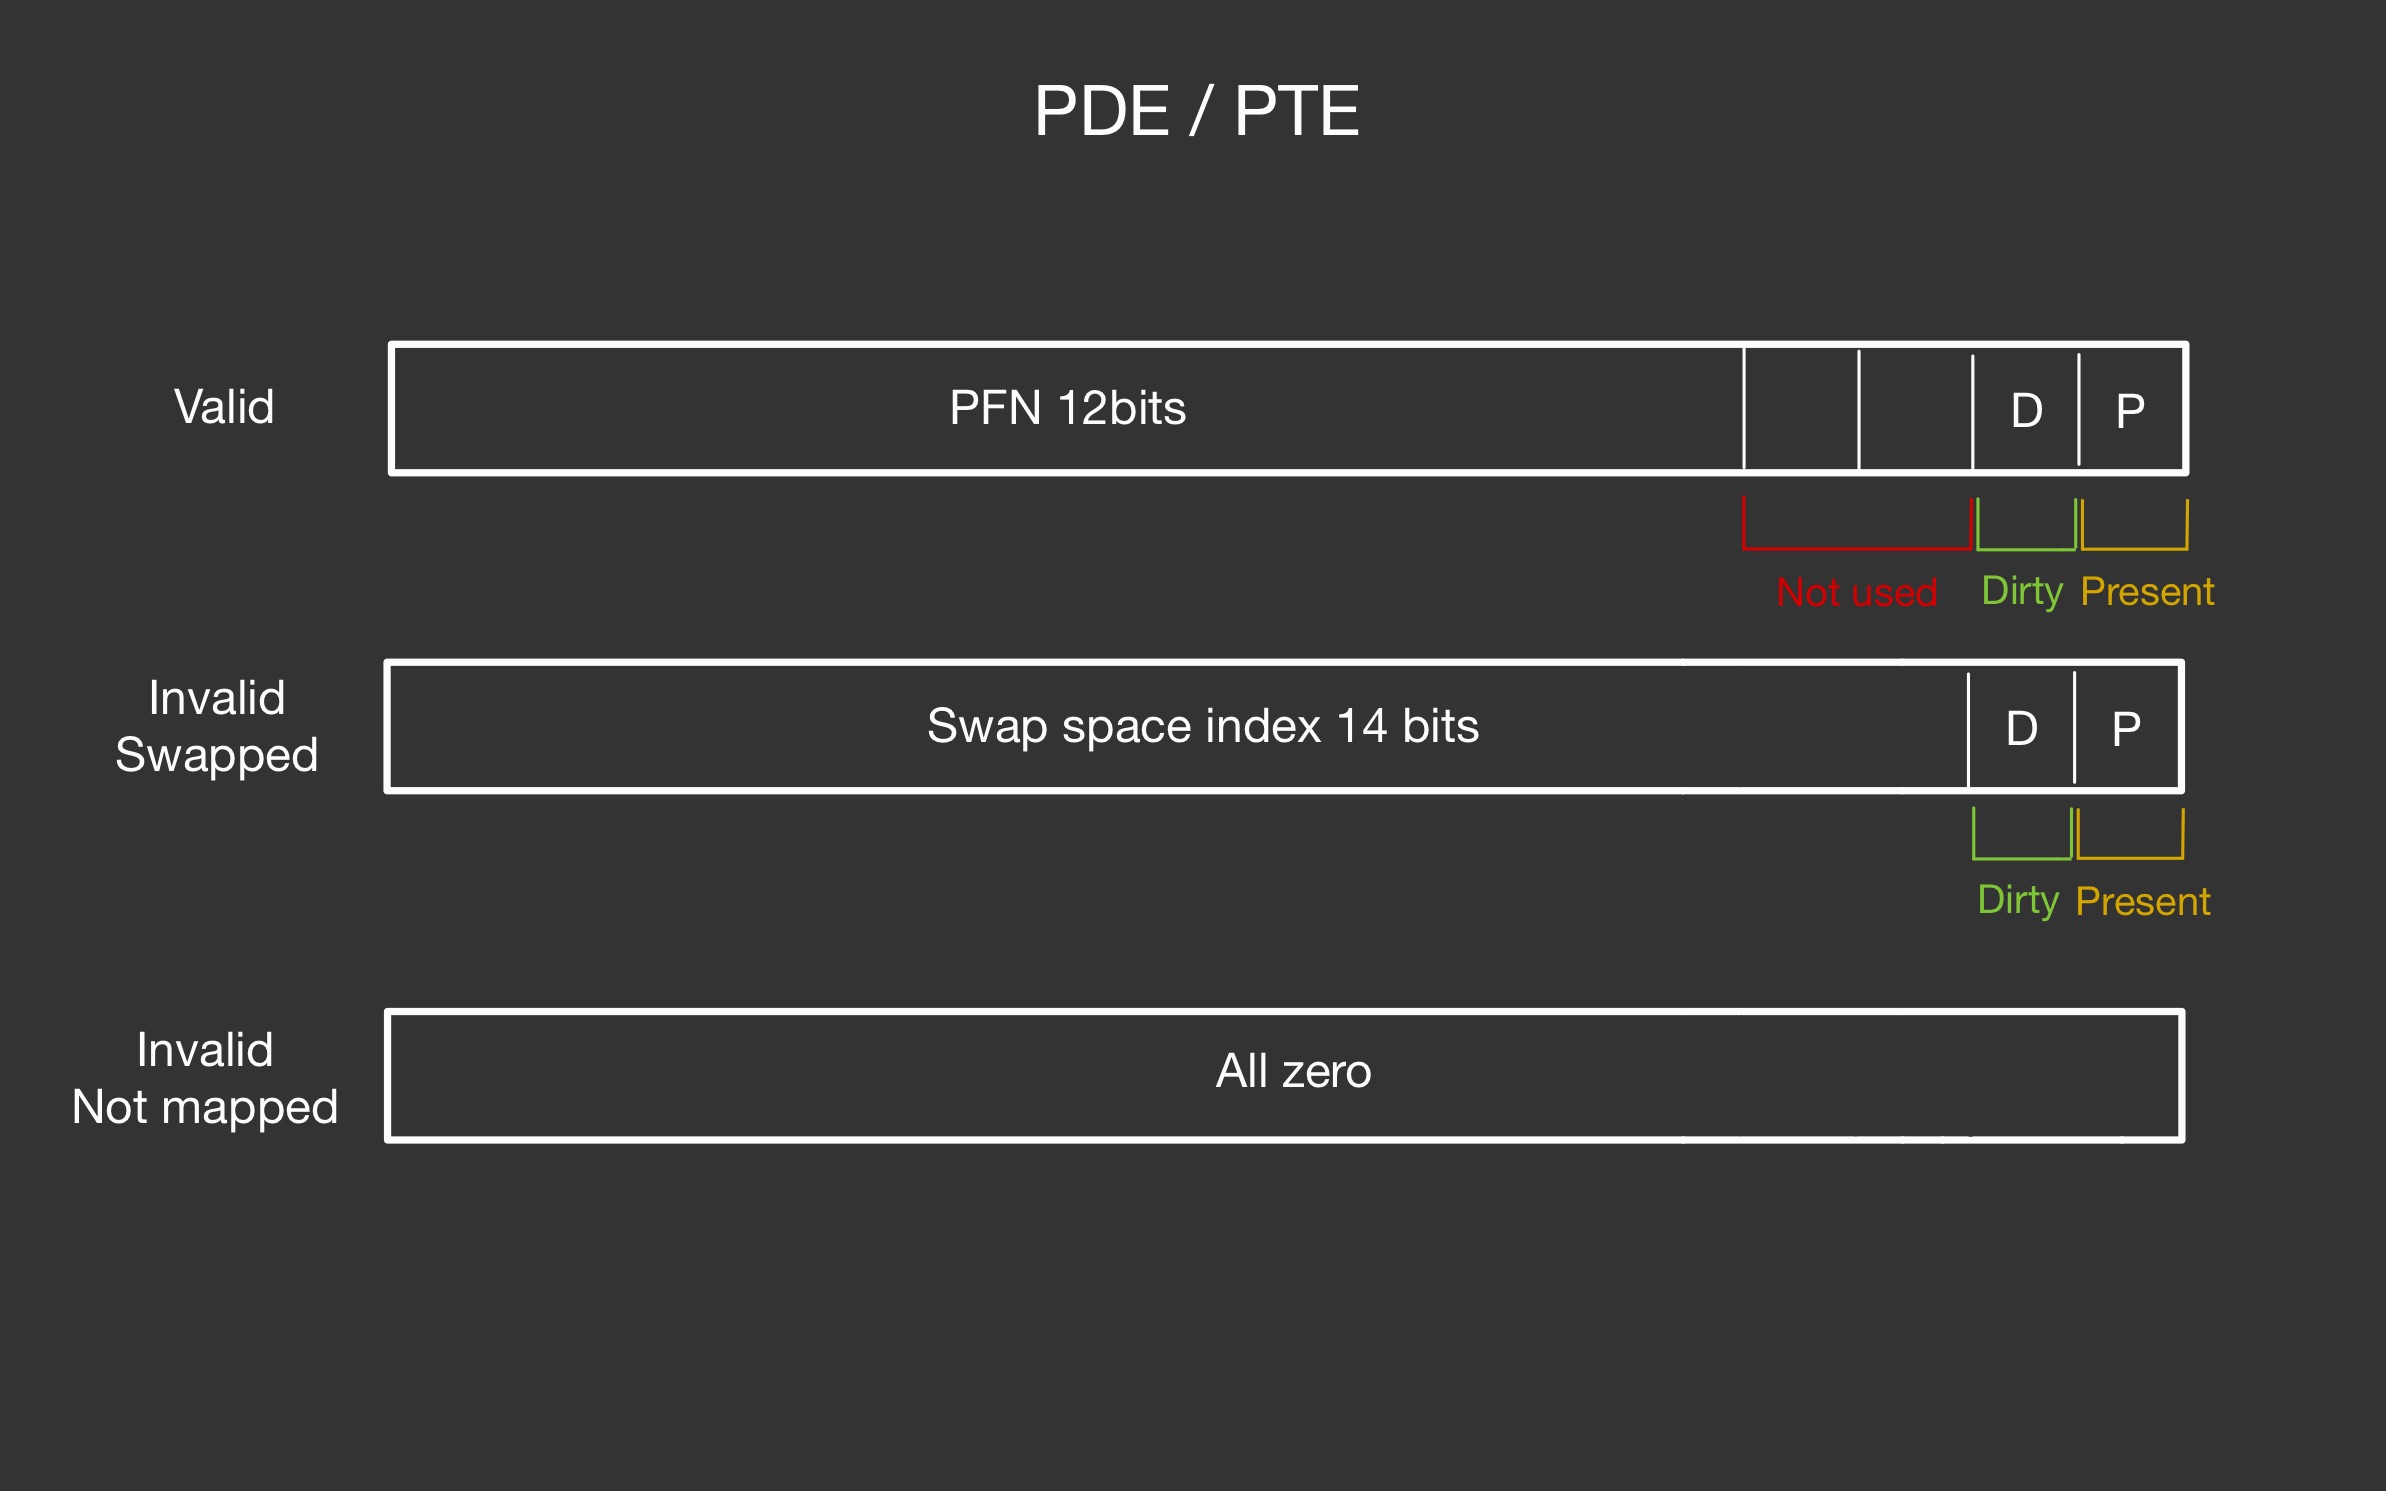 PDE / PTE
Valid
PFN 12bits
D
P
Not used
Dirty
Present
Invalid
Swapped
Swap space index 14 bits
D
P
Dirty
Present
Invalid
Not mapped
All zero